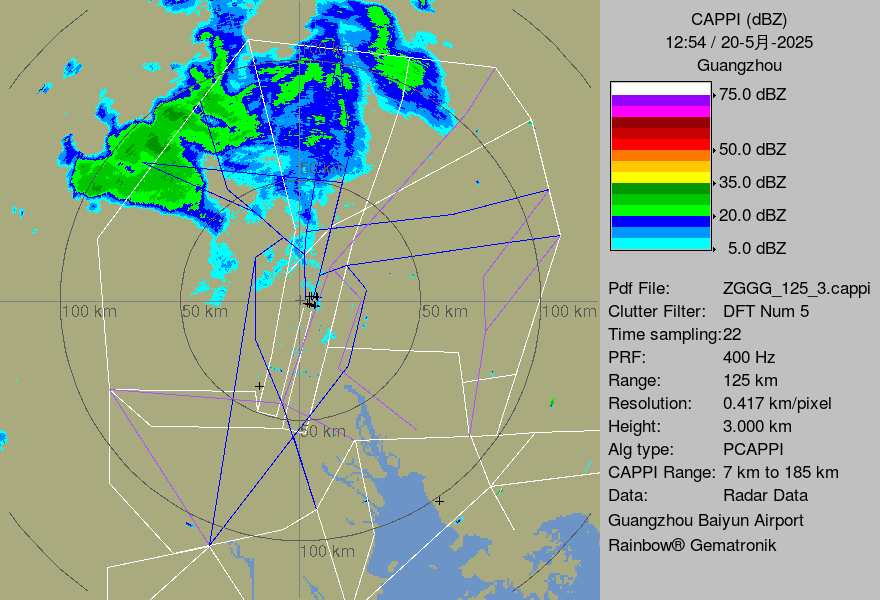 CAPPI (dBZ)
12:54 / 20-5月-2025
Guangzhou
75.0 dBZ
50.0 dBZ
35.0 dBZ
20.0 dBZ
5.0 dBZ
Pdf File: ZGGG_125_3.cappi
Clutter Filter: DFT Num 5
Time sampling:22
PRF: 400 Hz
Range: 125 km
Resolution: 0.417 km/pixel
Height: 3.000 km
Alg type: PCAPPI
CAPPI Range: 7 km to 185 km
Data: Radar Data
Guangzhou Baiyun Airport
Rainbow® Gematronik
100 km
50 km
100 km
50 km
50 km
100 km
50 km
100 km